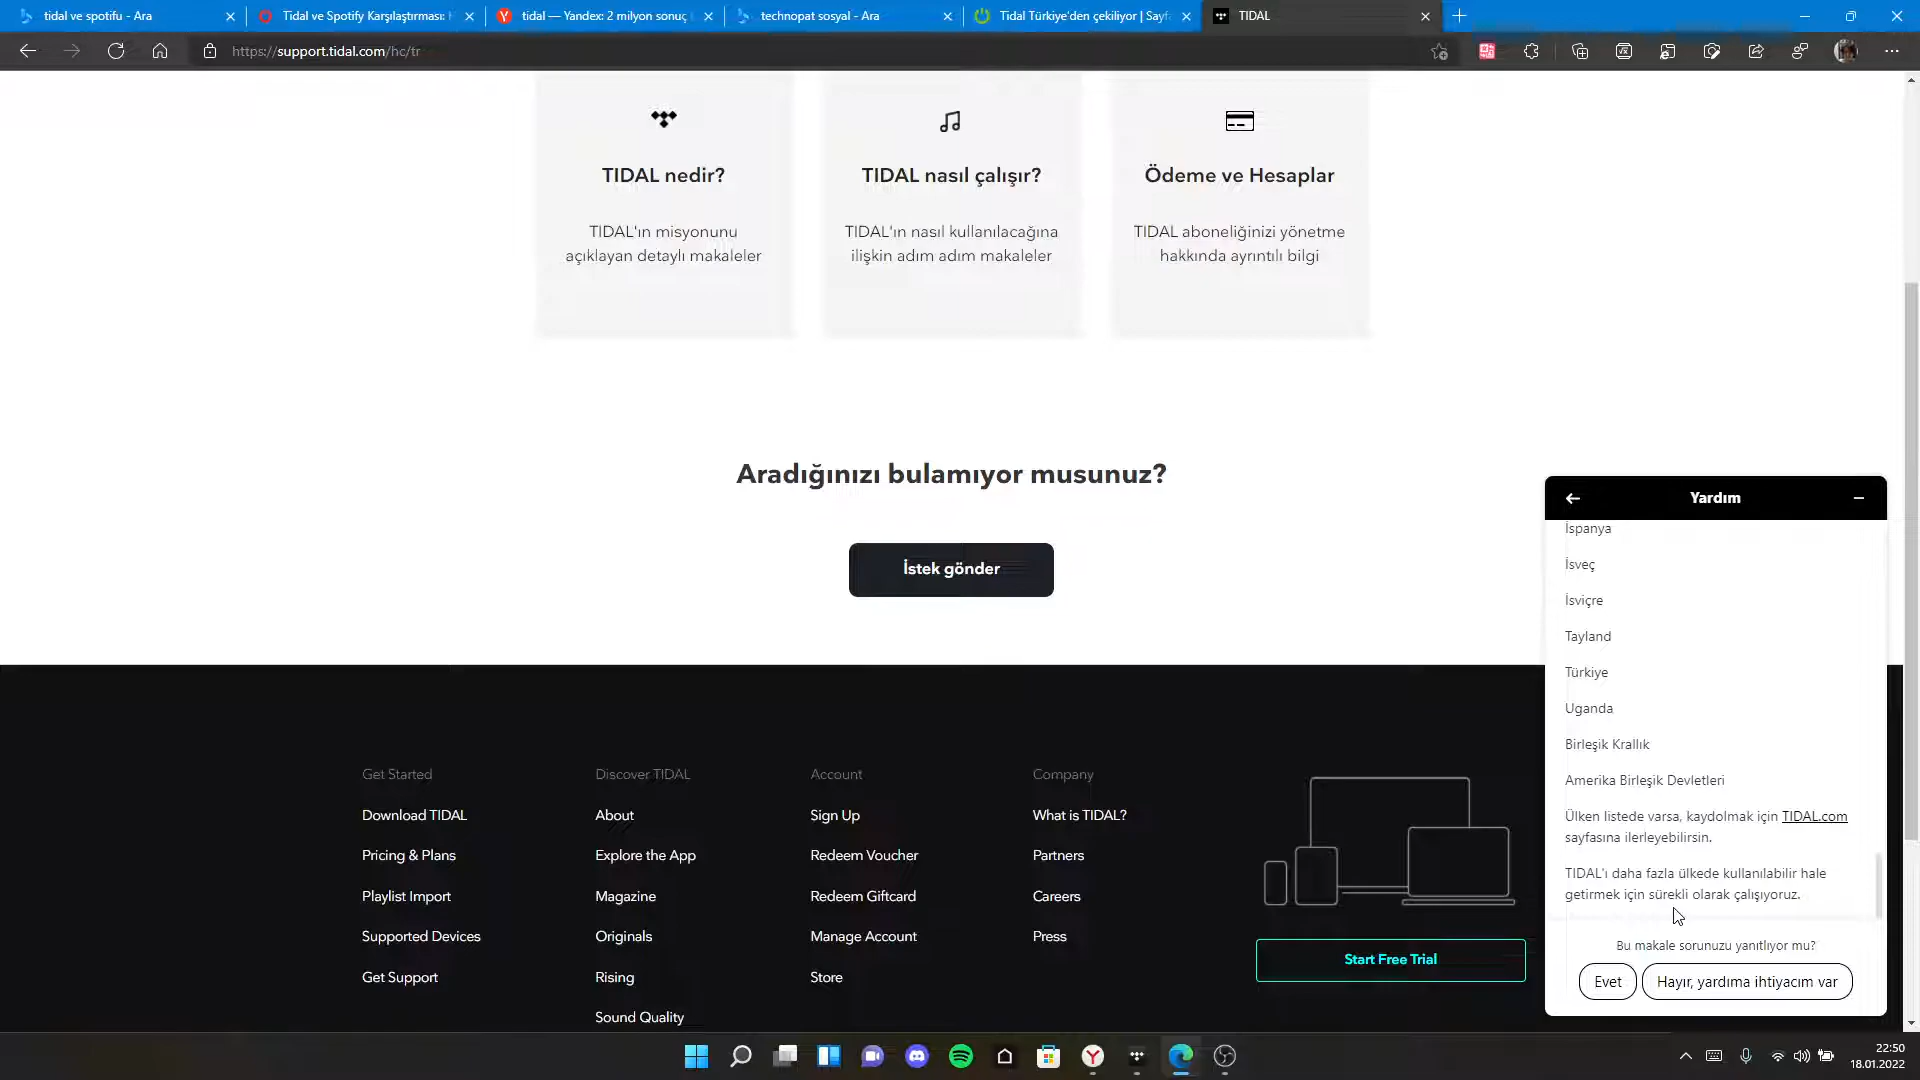 tidal ve spotifu - Ara
Tidal ve Spotify Karşılaştırması:
tidal — Yandex: 2 milyon sonuç
technopat sosyal - Ara
Tidal Türkiye'den çekiliyor | Sayf
TIDAL
https://support.tidal.com/hc/tr
TIDAL nedir?
TIDAL'ın misyonunu
açıklayan detaylı makaleler
TIDAL nasıl çalışır?
TIDAL'ın nasıl kullanılacağına
ilişkin adım adım makaleler
Ödeme ve Hesaplar
TIDAL aboneliğinizi yönetme
hakkında ayrıntılı bilgi
Aradığınızı bulamıyor musunuz?
İstek gönder
Get Started
Download TIDAL
Pricing & Plans
Playlist Import
Supported Devices
Get Support
Discover TIDAL
About
Explore the App
Magazine
Originals
Rising
Sound Quality
Account
Sign Up
Redeem Voucher
Redeem Giftcard
Manage Account
Store
Company
What is TIDAL?
Partners
Careers
Press
Start Free Trial
Yardım
İspanya
İsveç
İsviçre
Tayland
Türkiye
Uganda
Birleşik Krallık
Amerika Birleşik Devletleri
Ülken listede varsa, kaydolmak için TIDAL.com
sayfasına ilerleyebilirsin.
TIDAL'ı daha fazla ülkede kullanılabilir hale
getirmek için sürekli olarak çalışıyoruz.
Bu makale sorunuzu yanıtlıyor mu?
Evet
Hayır, yardıma ihtiyacım var
22:50
18.01.2022